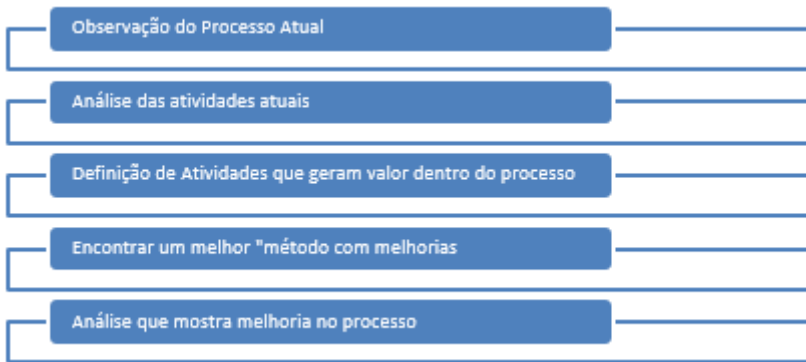 Observação do Processo Atual
Análise das atividades atuais
Definição de Atividades que geram valor dentro do processo
Encontrar um melhor "método com melhorias
Análise que mostra melhoria no processo